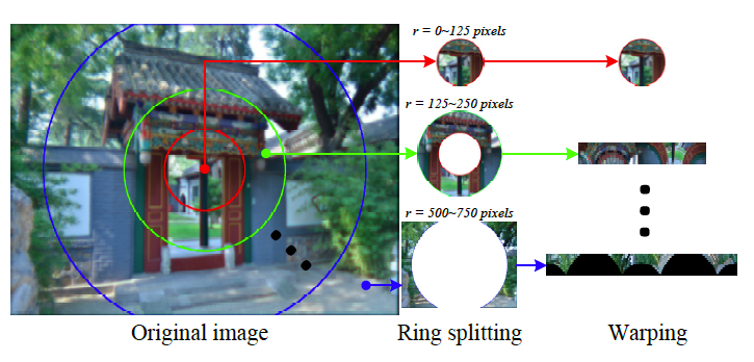 r = 0~125 pixels
r = 125~250 pixels
r = 500~750 pixels
Original image
Ring splitting
Warping